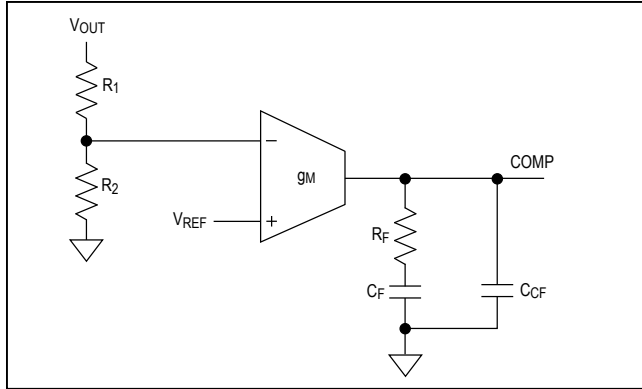 VOUT
R1
gM
COMP
R2
VREF
RF
CF
CCF